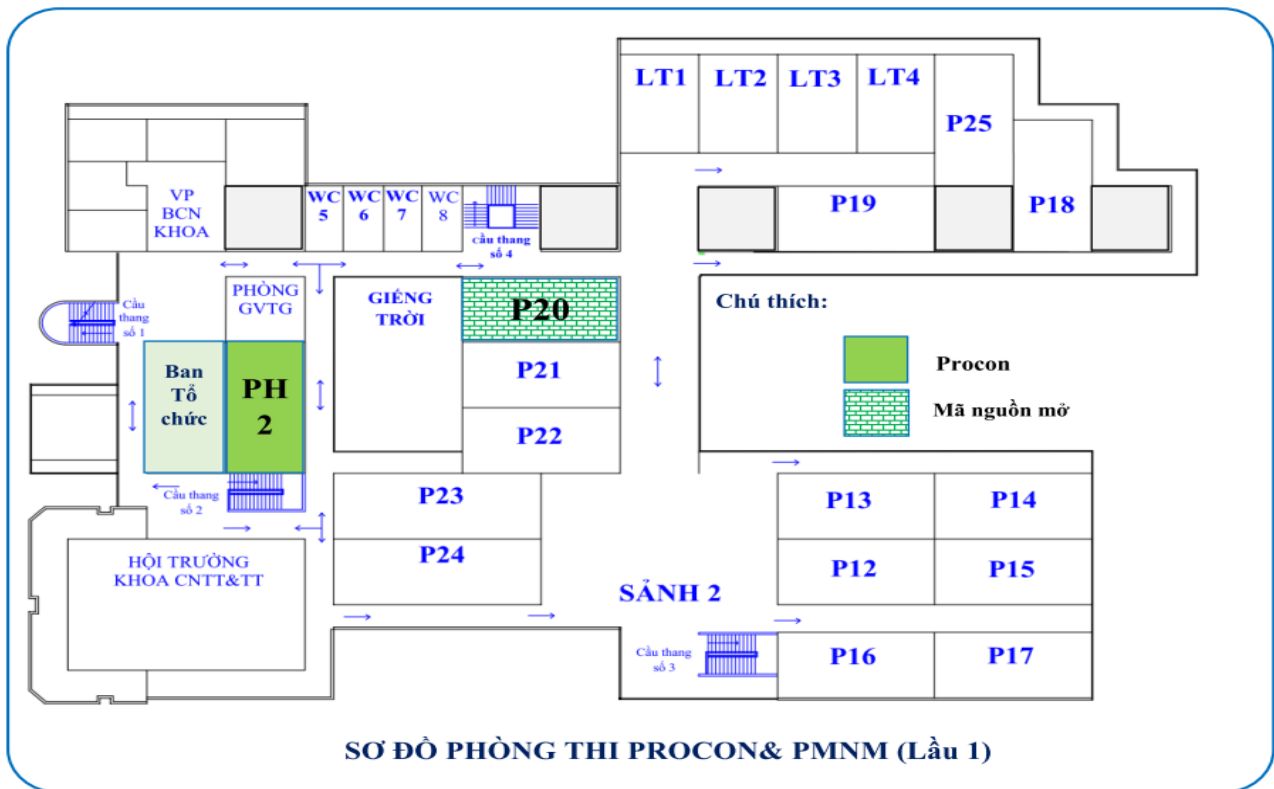 LT1
LT2
LT3
LT4
P25
VP
BCN
KHOA
WC
5
WC
6
WC
7
WC
8
Cầu thang
số 4
P19
P18
Cầu
thang
số 1
PHÒNG
GVTG
GIẾNG
TRỜI
P20
Chú thích:
Ban
Tổ
chức
PH
2
P21
Procon
Mã nguồn mở
P22
Cầu thang
số 2
P23
P13
P14
HỘI TRƯỜNG
KHOA CNTT&TT
P24
P12
P15
SẢNH 2
Cầu thang
số 3
P16
P17
SƠ ĐỒ PHÒNG THI PROCON& PMNM (Lầu 1)